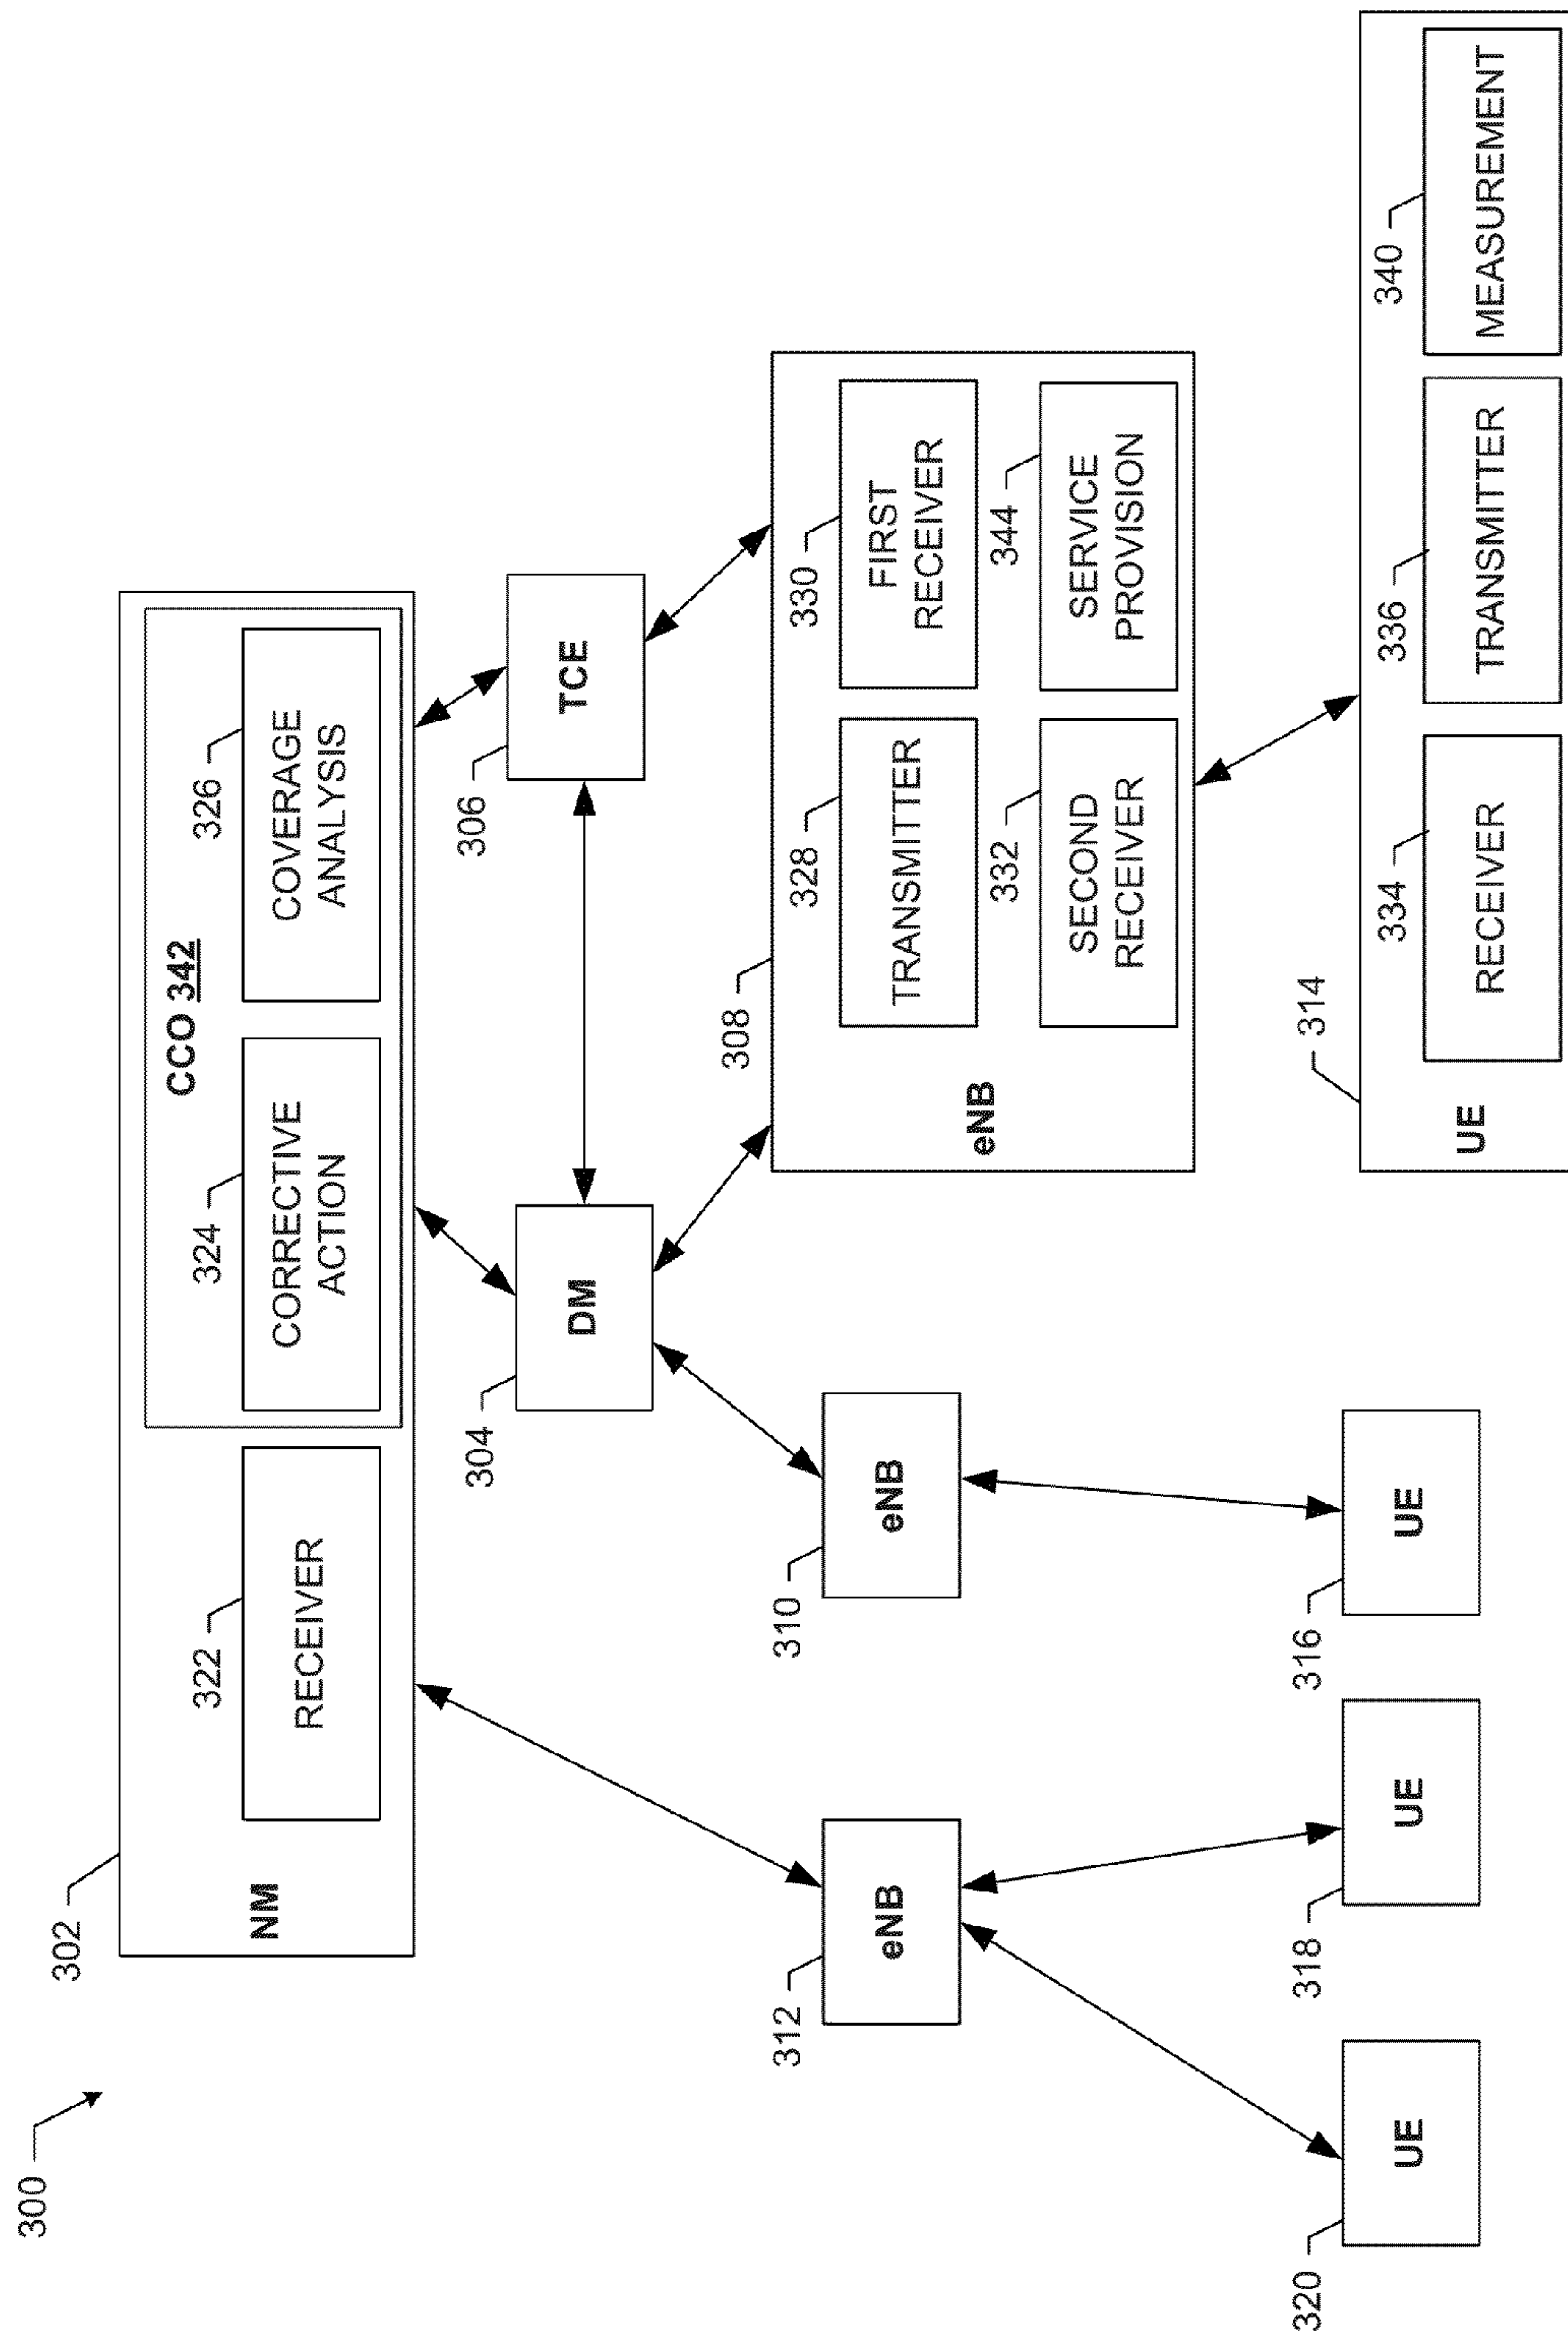 300
302
NM
322
RECEIVER
CCO 342
324
CORRECTIVE
ACTION
326
COVERAGE
ANALYSIS
304
DM
306
TCE
312
eNB
310
eNB
308
eNB
328
TRANSMITTER
330
FIRST
RECEIVER
332
SECOND
RECEIVER
344
SERVICE
PROVISION
320
UE
318
UE
316
UE
314
UE
334
RECEIVER
336
TRANSMITTER
340
MEASUREMENT